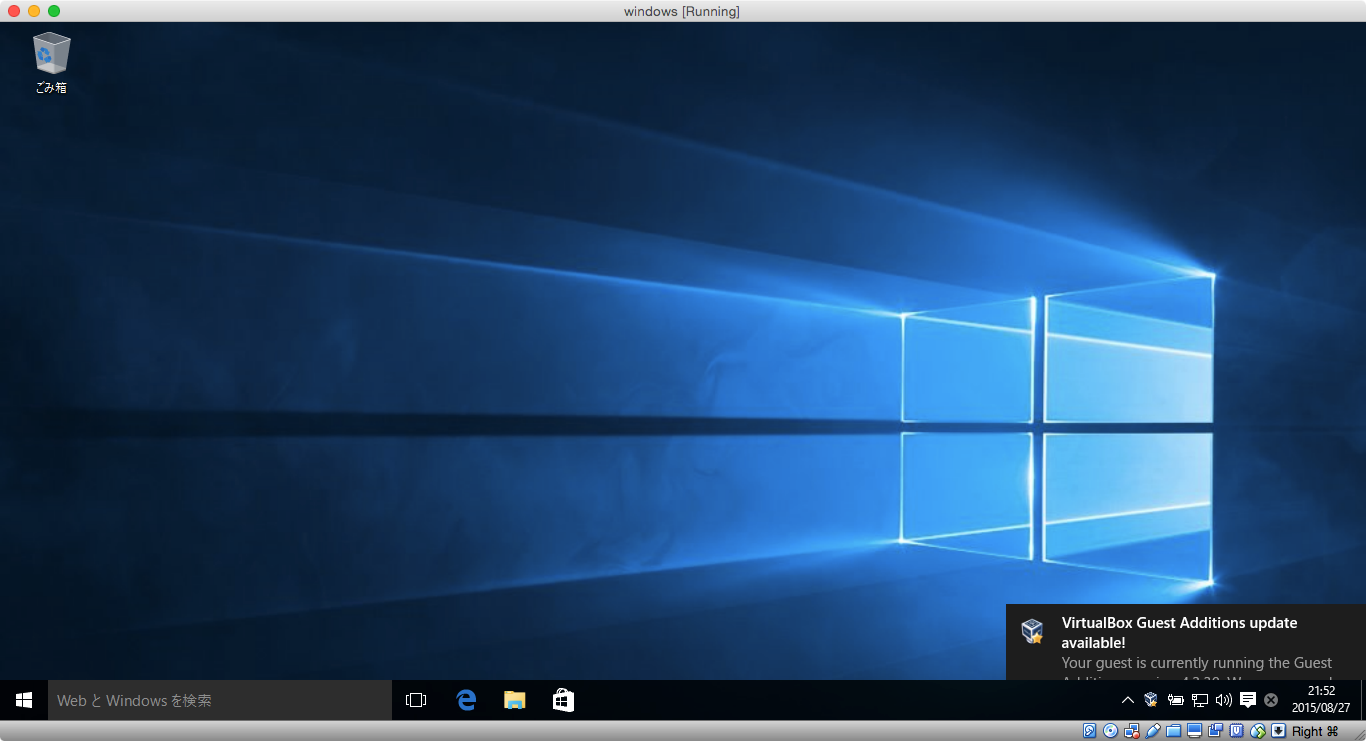 windows [Running]
ごみ箱
VirtualBox Guest Additions update
available!
Your guest is currently running the Guest
Web と Windows を検索
21:52
2015/08/27
Right ⌘